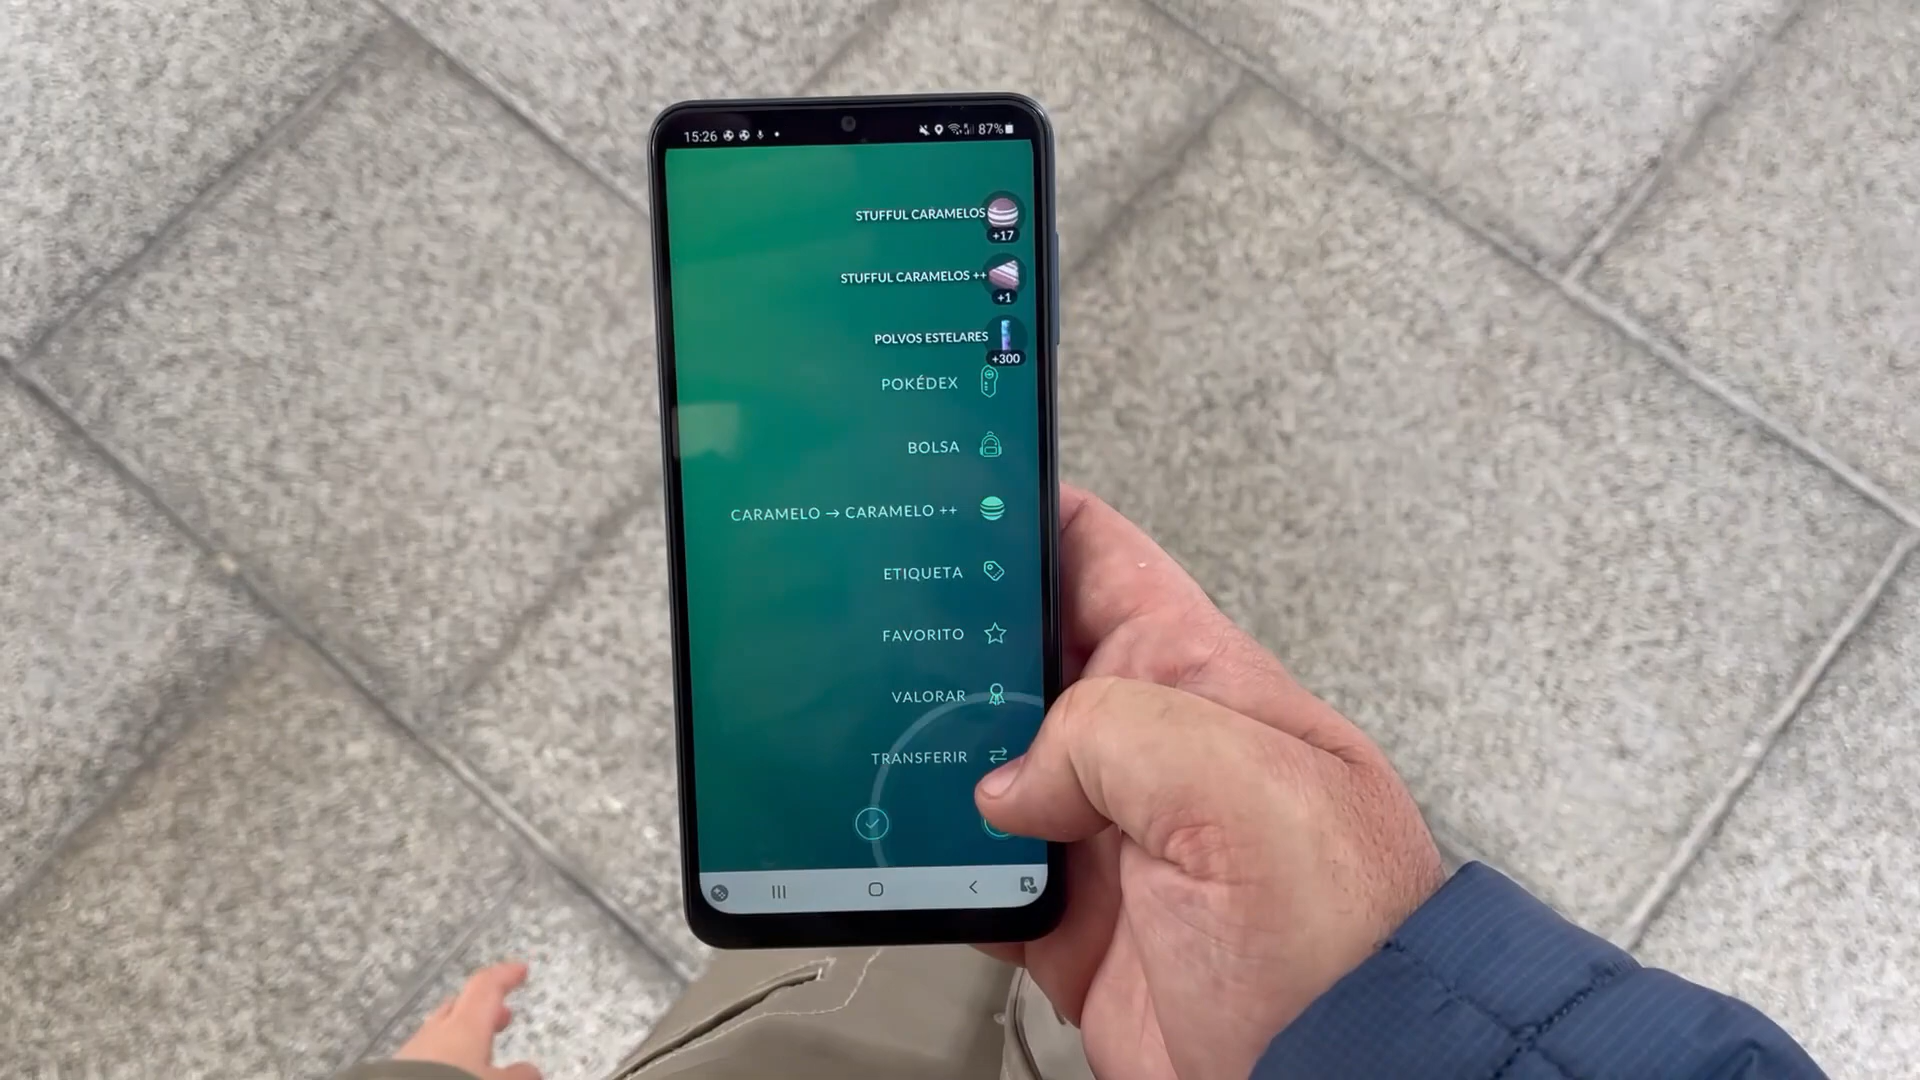 15:26
87%
STUFFUL CARAMELOS
+17
STUFFUL CARAMELOS ++
+1
POLVOS ESTELARES
+300
POKÉDEX
BOLSA
CARAMELO → CARAMELO ++
ETIQUETA
FAVORITO
VALORAR
TRANSFERIR